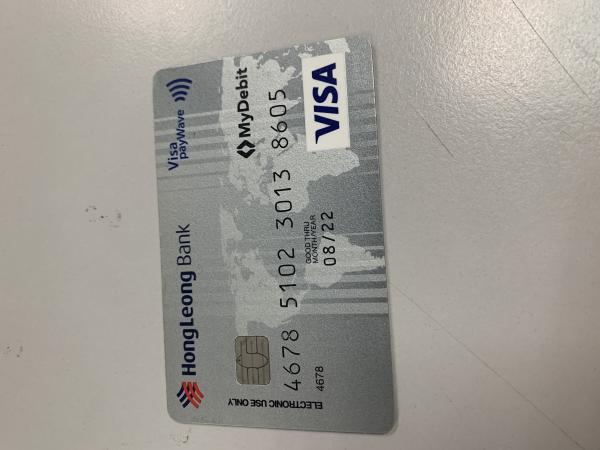 HongLeong Bank
Visa
payWave
MyDebit
4678 5102 3013 8605
4678
GOOD THRU
MONTH/YEAR
08/22
ELECTRONIC USE ONLY
VISA